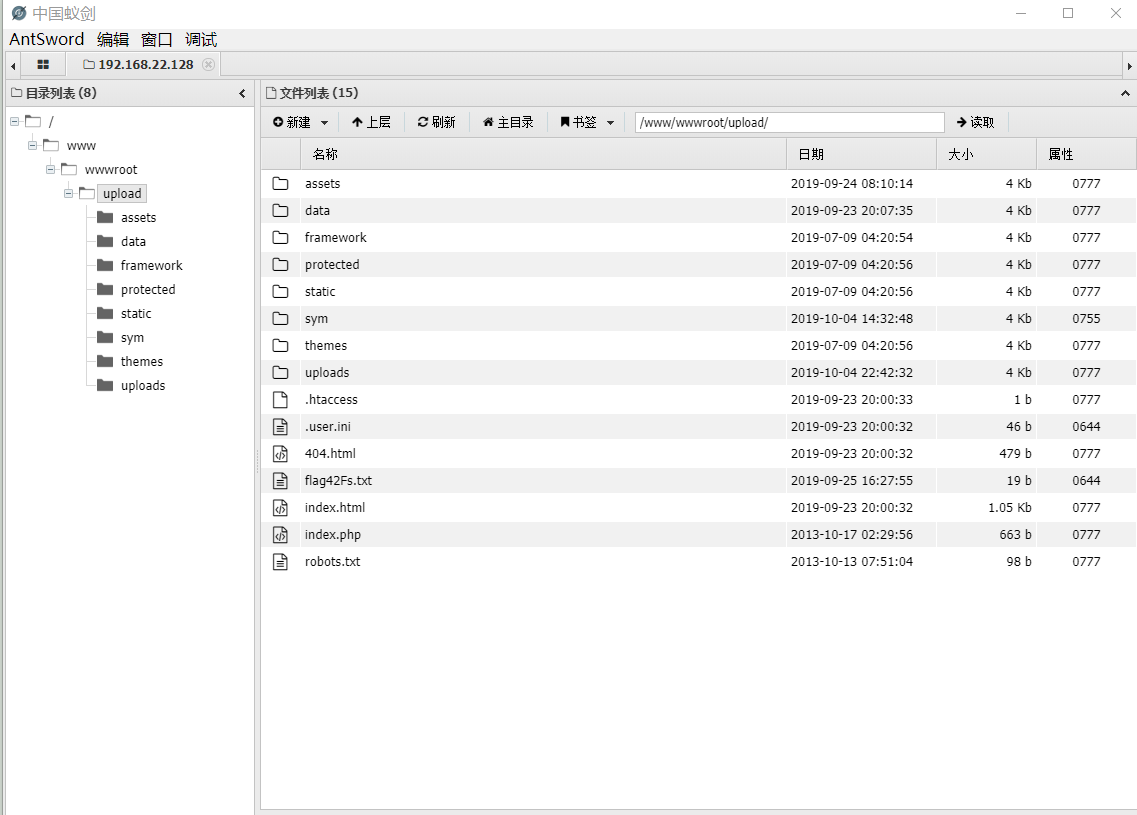 中国蚁剑
AntSword 编辑 窗口 调试
192.168.22.128
目录列表 (8)
/
www
wwwroot
upload
assets
data
framework
protected
static
sym
themes
uploads
文件列表 (15)
新建 上层 刷新 主目录 书签 /www/wwwroot/upload/ 读取
名称 日期 大小 属性
assets 2019-09-24 08:10:14 4 Kb 0777
data 2019-09-23 20:07:35 4 Kb 0777
framework 2019-07-09 04:20:54 4 Kb 0777
protected 2019-07-09 04:20:56 4 Kb 0777
static 2019-07-09 04:20:56 4 Kb 0777
sym 2019-10-04 14:32:48 4 Kb 0755
themes 2019-07-09 04:20:56 4 Kb 0777
uploads 2019-10-04 22:42:32 4 Kb 0777
.htaccess 2019-09-23 20:00:33 1 b 0777
.user.ini 2019-09-23 20:00:32 46 b 0644
404.html 2019-09-23 20:00:32 479 b 0777
flag42Fs.txt 2019-09-25 16:27:55 19 b 0644
index.html 2019-09-23 20:00:32 1.05 Kb 0777
index.php 2013-10-17 02:29:56 663 b 0777
robots.txt 2013-10-13 07:51:04 98 b 0777